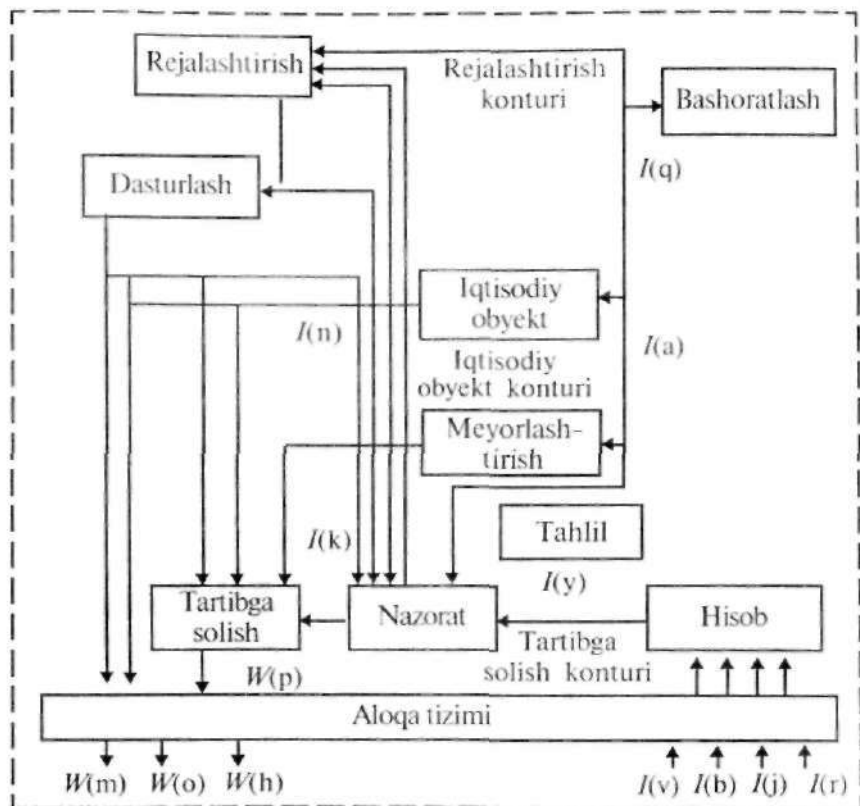 Rejalashtirish
Rejalashtirish
konturi
Bashoratlash
I(q)
Dasturlash
Iqtisodiy
obyekt
I(n)
I(a)
Iqtisodiy
obyekt konturi
Meyorlash-
tirish
Tahlil
I(k)
I(y)
Tartibga
solish
Nazorat
Hisob
Tartibga
solish konturi
W(p)
Aloqa tizimi
W(m) W(o) W(h) I(v) I(b) I(j) I(r)